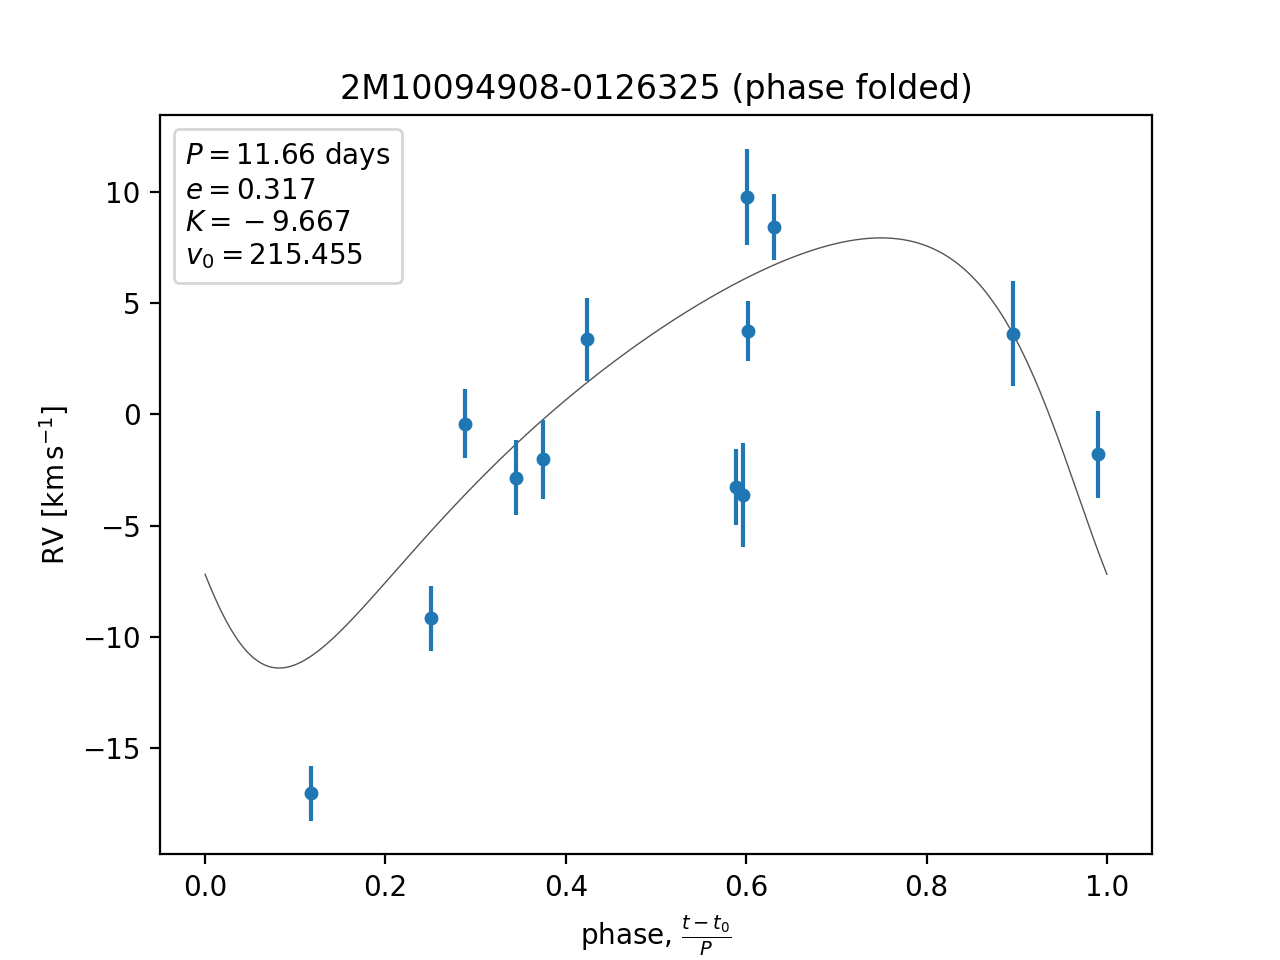 2M10094908-0126325 (phase folded)
P = 11.66 days
e = 0.317
K = −9.667
v₀ = 215.455
RV [km s⁻¹]
10
5
0
−5
−10
−15
0.0 0.2 0.4 0.6 0.8 1.0
phase, (t − t₀)/P